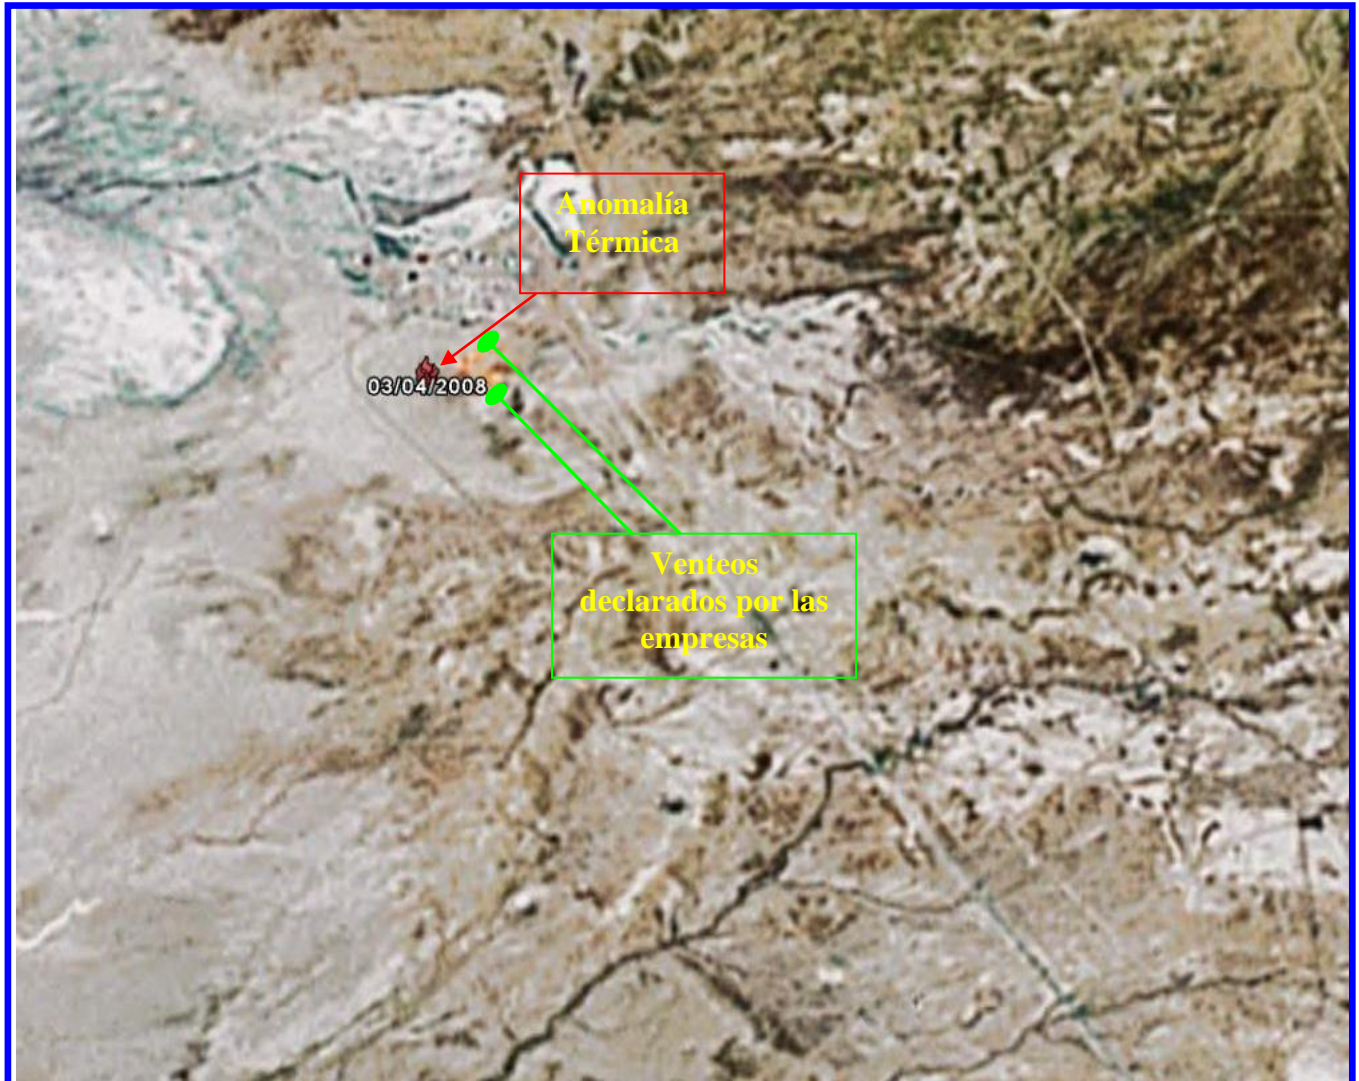 Anomalía
Térmica
03/04/2008
Venteos
declarados por las
empresas